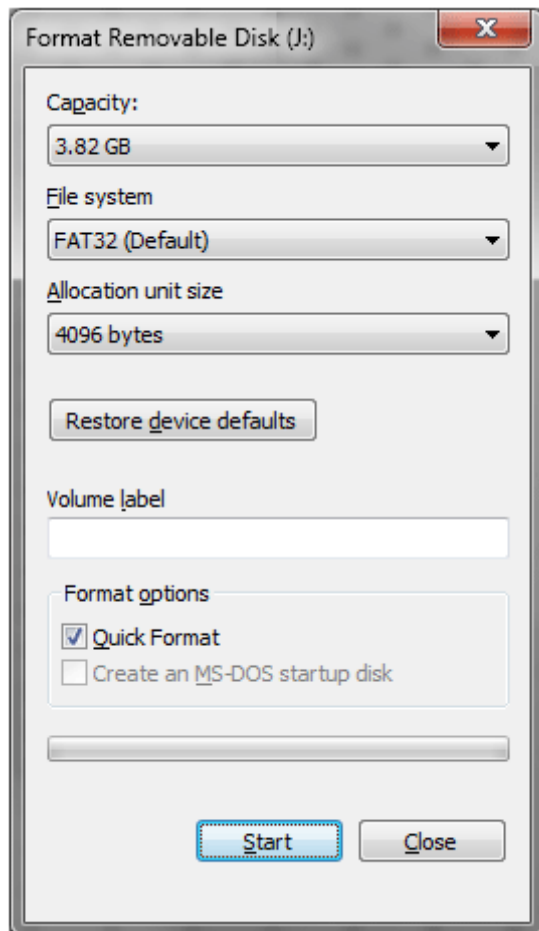 Format Removable Disk (J:)
Capacity:
3.82 GB
File system
FAT32 (Default)
Allocation unit size
4096 bytes
Restore device defaults
Volume label
Format options
Quick Format
Create an MS-DOS startup disk
Start
Close